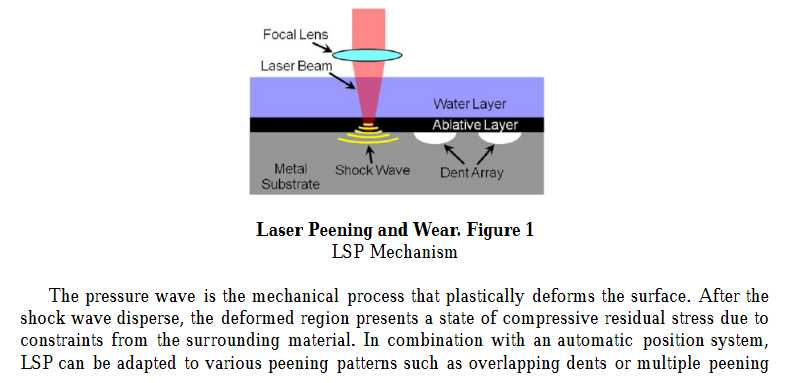 Focal Lens
Laser Beam
Water Layer
Ablative Layer
Metal
Substrate
Shock Wave
Dent Array
Laser Peening and Wear. Figure 1
LSP Mechanism
The pressure wave is the mechanical process that plastically deforms the surface. After the
shock wave disperse, the deformed region presents a state of compressive residual stress due to
constraints from the surrounding material. In combination with an automatic position system,
LSP can be adapted to various peening patterns such as overlapping dents or multiple peening